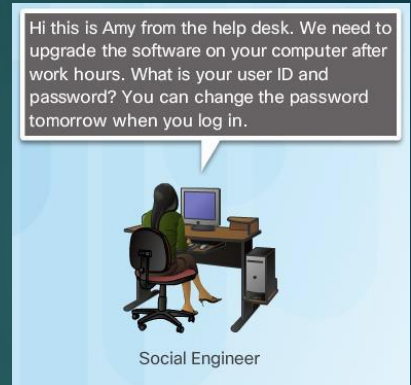 Hi this is Amy from the help desk. We need to
upgrade the software on your computer after
work hours. What is your user ID and
password? You can change the password
tomorrow when you log in.
Social Engineer